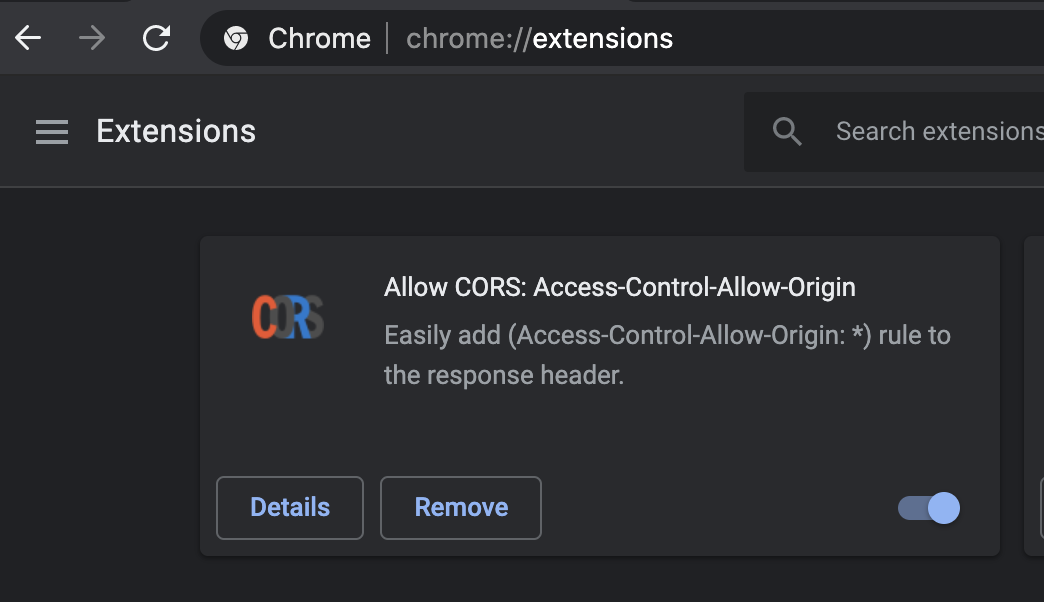 Chrome chrome://extensions
Extensions
Search extensions
CORS
Allow CORS: Access-Control-Allow-Origin
Easily add (Access-Control-Allow-Origin: *) rule to
the response header.
Details Remove